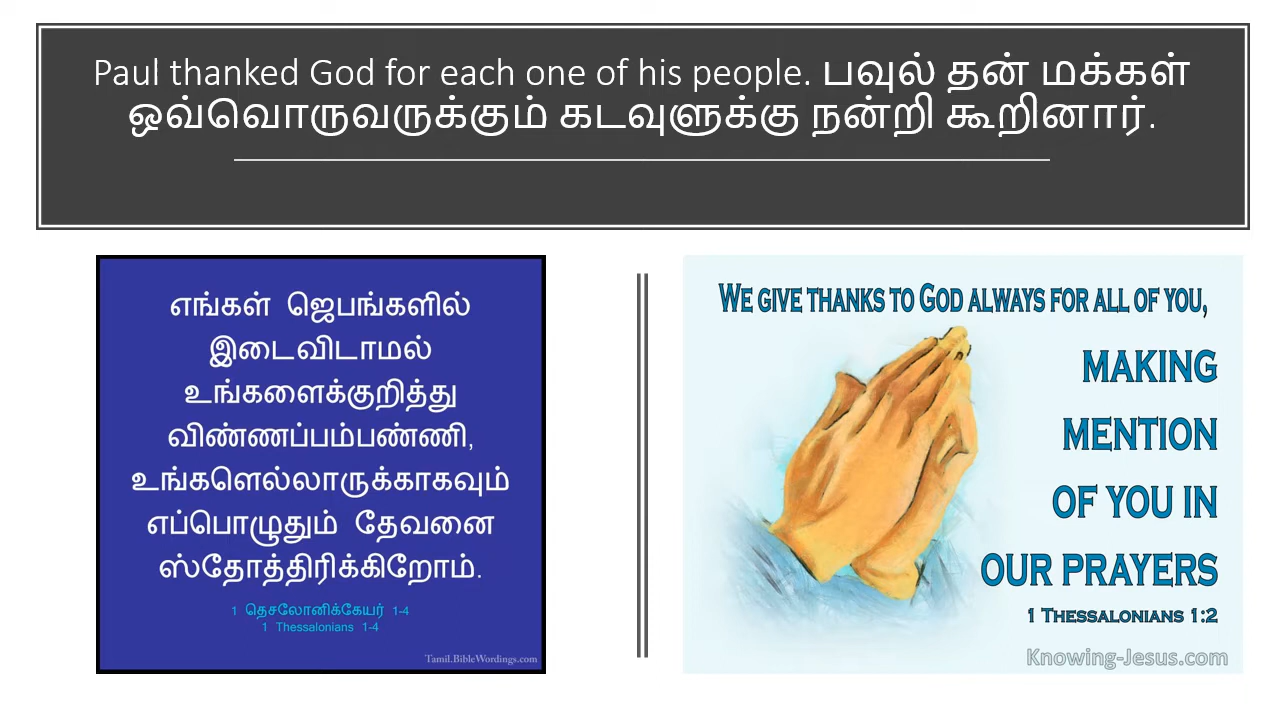 Paul thanked God for each one of his people. பவுல் தன் மக்கள்
ஒவ்வொருவருக்கும் கடவுளுக்கு நன்றி கூறினார்.
எங்கள் ஜெபங்களில்
இடைவிடாமல்
உங்களைக்குறித்து
விண்ணப்பம்பண்ணி,
உங்களெல்லாருக்காகவும்
எப்பொழுதும் தேவனை
ஸ்தோத்திரிக்கிறோம்.
1 தெசலோனிக்கேயர் 1-4
1 Thessalonians 1-4
Tamil.BibleWordings.com
We give thanks to God always for all of you,
making
mention
of you in
our prayers
1 Thessalonians 1:2
Knowing-Jesus.com